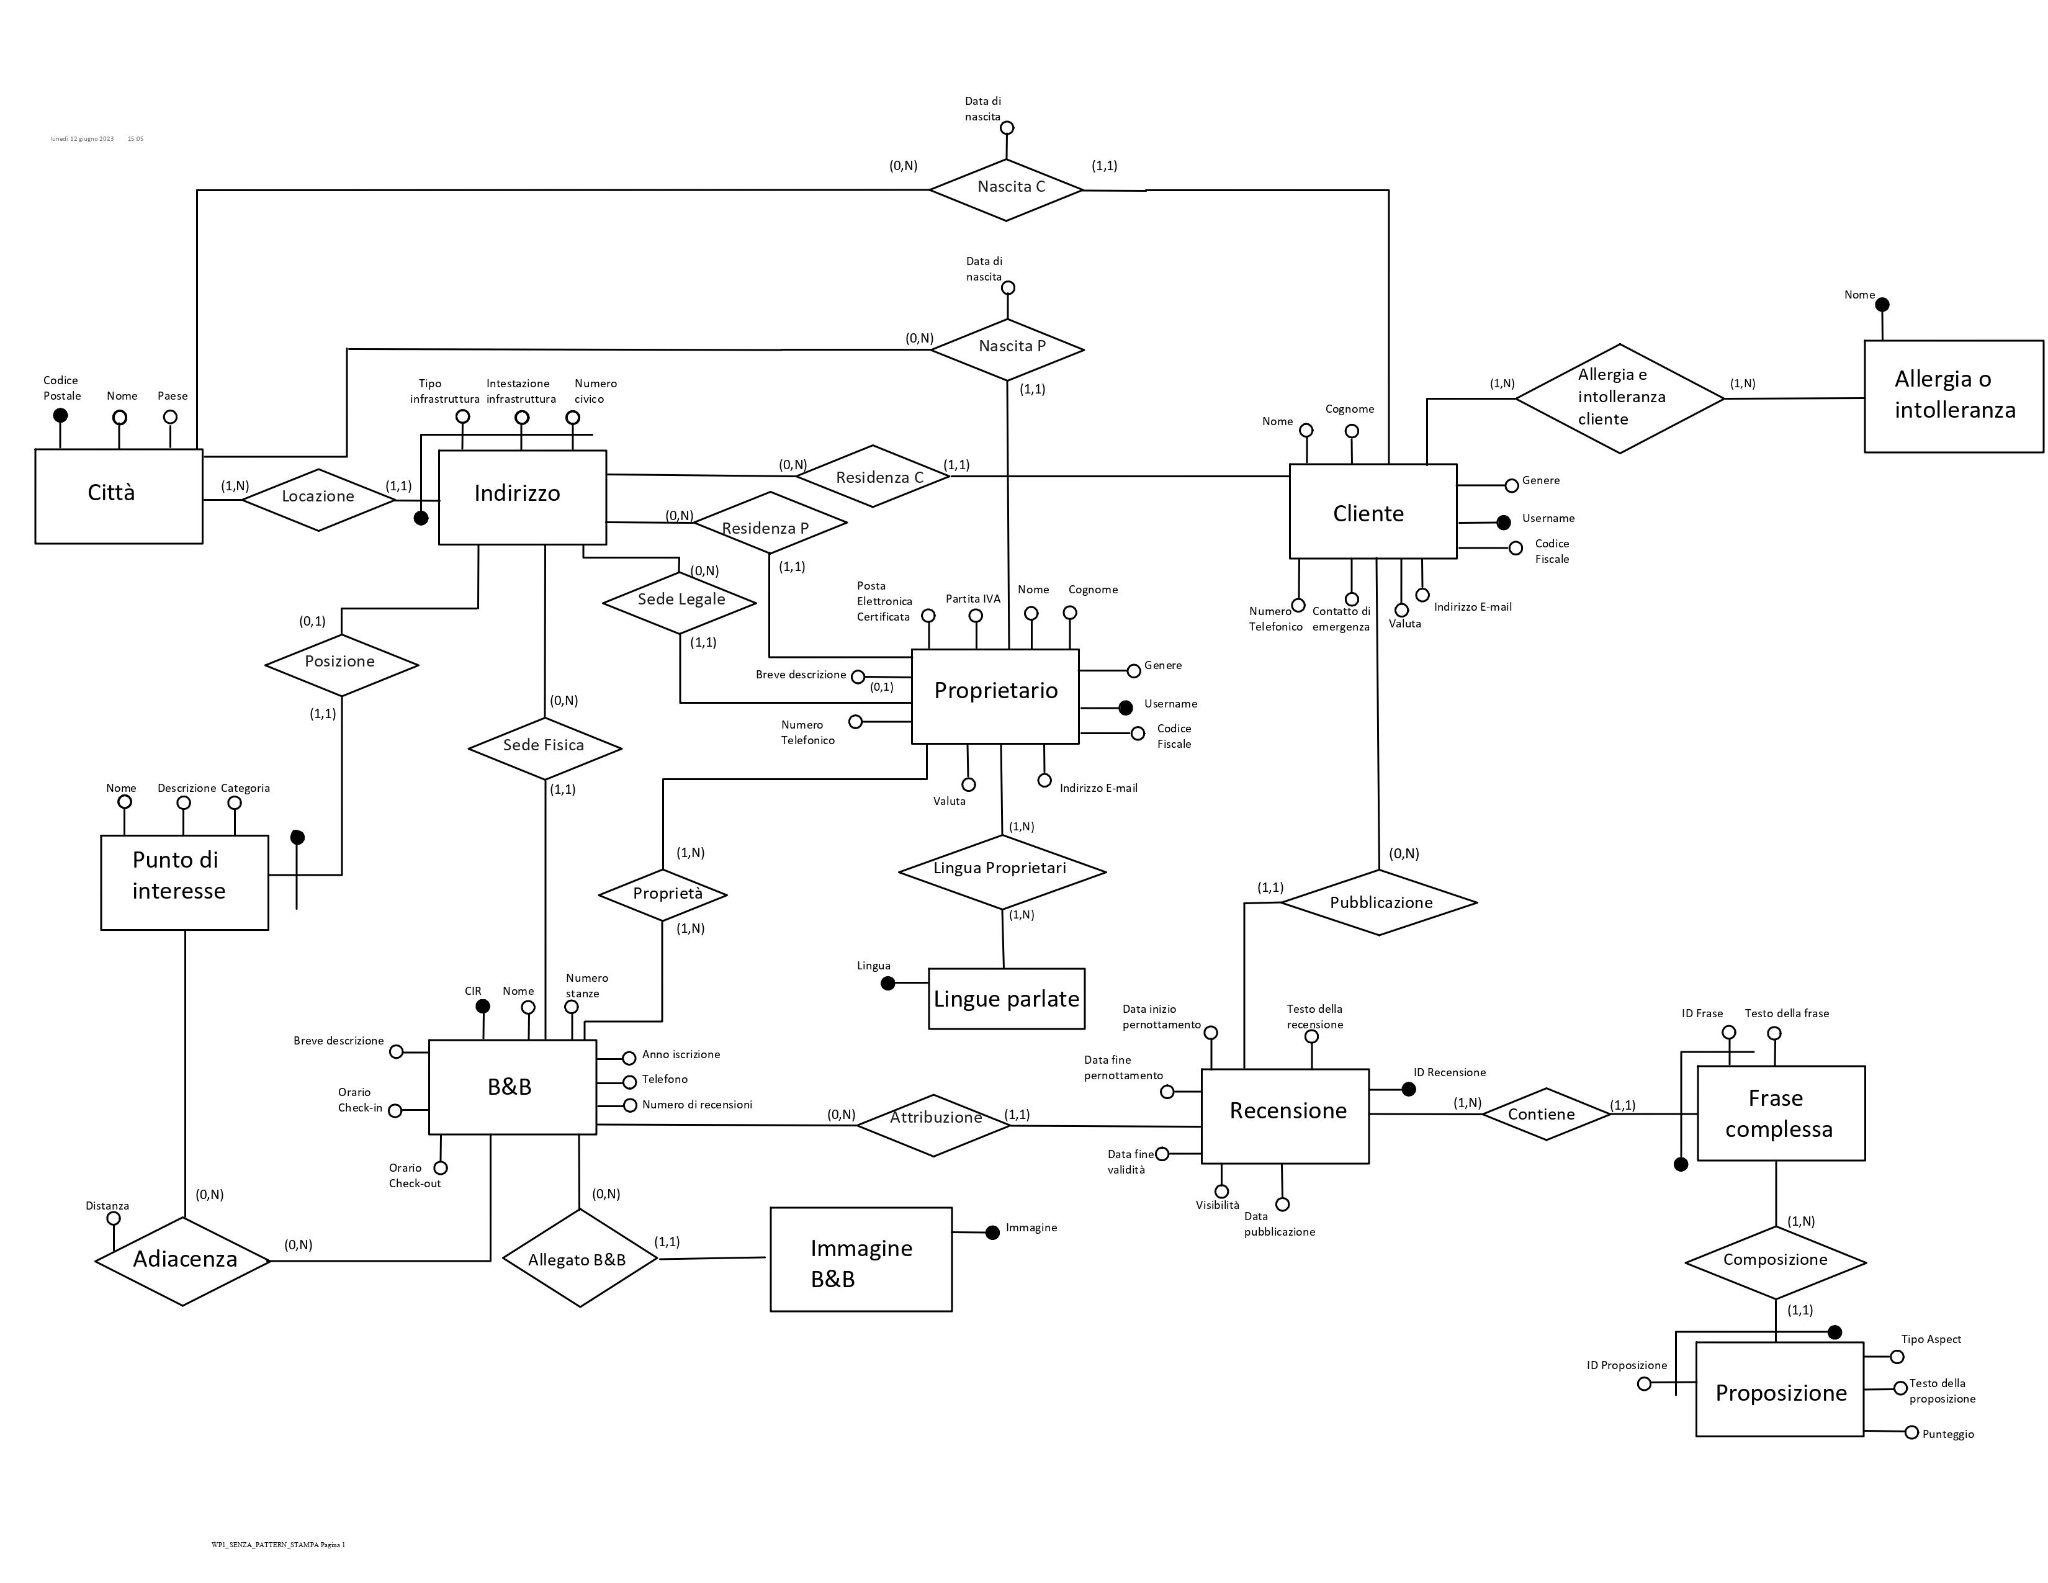 lunedì 12 giugno 2023 15:05
Data di
nascita
(0,N)
(1,1)
Nascita C
Data di
nascita
(0,N)
Nascita P
(1,1)
Nome
Allergia o
intolleranza
(1,N)
Allergia e
intolleranza
cliente
(1,N)
Codice
Postale
Nome
Paese
Città
(1,N)
Locazione
(1,1)
Tipo
infrastruttura
Intestazione
infrastruttura
Numero
civico
Indirizzo
(0,N)
Residenza C
(1,1)
(0,N)
Residenza P
(1,1)
(0,N)
Sede Legale
(1,1)
Nome
Cognome
Cliente
Genere
Username
Codice
Fiscale
Numero
Telefonico
Contatto di
emergenza
Valuta
Indirizzo E-mail
Posta
Elettronica
Certificata
Partita IVA
Nome
Cognome
Breve descrizione
(0,1)
Proprietario
Genere
Username
Codice
Fiscale
Numero
Telefonico
Valuta
Indirizzo E-mail
(0,1)
Posizione
(1,1)
(0,N)
Sede Fisica
(1,1)
Nome
Descrizione
Categoria
Punto di
interesse
(1,N)
Proprietà
(1,N)
(1,N)
Lingua Proprietari
(1,N)
Lingua
Lingue parlate
(0,N)
(1,1)
Pubblicazione
CIR
Nome
Numero
stanze
Breve descrizione
Orario
Check-in
B&B
Anno iscrizione
Telefono
Numero di recensioni
Orario
Check-out
(0,N)
Attribuzione
(1,1)
Data inizio
pernottamento
Testo della
recensione
Data fine
pernottamento
Recensione
ID Recensione
Data fine
validità
Visibilità
Data
pubblicazione
(1,N)
Contiene
(1,1)
ID Frase
Testo della frase
Frase
complessa
(1,N)
Composizione
(1,1)
ID Proposizione
Proposizione
Tipo Aspect
Testo della
proposizione
Punteggio
(0,N)
Distanza
Adiacenza
(0,N)
(0,N)
Allegato B&B
(1,1)
Immagine
B&B
Immagine
WP1_SENZA_PATTERN_STAMPA Pagina 1